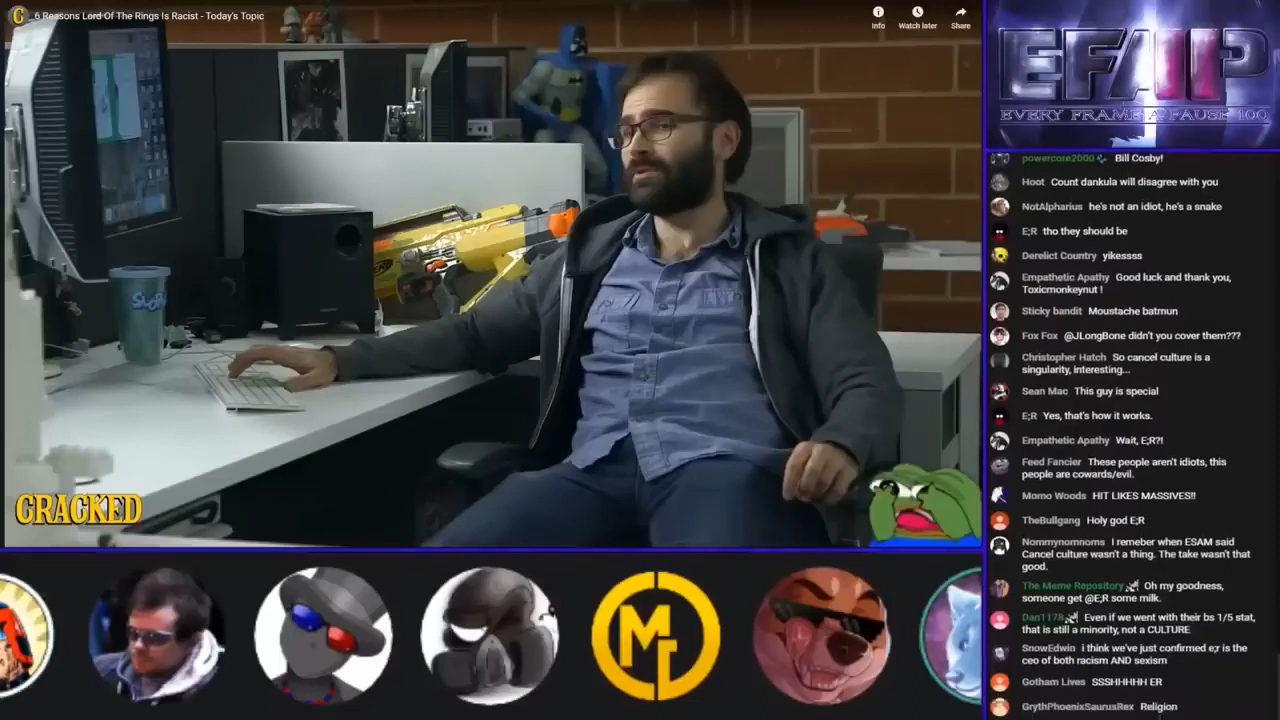 6 Reasons Lord Of The Rings Is Racist - Today's Topic
Info
Watch later
Share
EFAP
EVERY FRAME A PAUSE 100
powercore2000 Bill Cosby!
Hoot Count dankula will disagree with you
NotAlpharius he's not an idiot, he's a snake
E;R tho they should be
Derelict Country yikessss
Empathetic Apathy Good luck and thank you,
Toxicmonkeynut !
Sticky bandit Moustache batmun
Fox Fox @JLongBone didn't you cover them???
Christopher Hatch So cancel culture is a
singularity, interesting...
Sean Mac This guy is special
E;R Yes, that's how it works.
Empathetic Apathy Wait, E;R?!
Feed Fancier These people aren't idiots, this
people are cowards/evil.
Momo Woods HIT LIKES MASSIVES!!
TheBullgang Holy god E;R
Nommynomnoms I remeber when ESAM said
Cancel culture wasn't a thing. The take wasn't that
good.
The Meme Repository Oh my goodness,
someone get @E;R some milk.
Dan1178 Even if we went with their bs 1/5 stat,
that is still a minority, not a CULTURE
SnowEdwin i think we've just confirmed e;r is the
ceo of both racism AND sexism
Gotham Lives SSSHHHHH ER
GrythPhoenixSaurusRex Religion
CRACKED